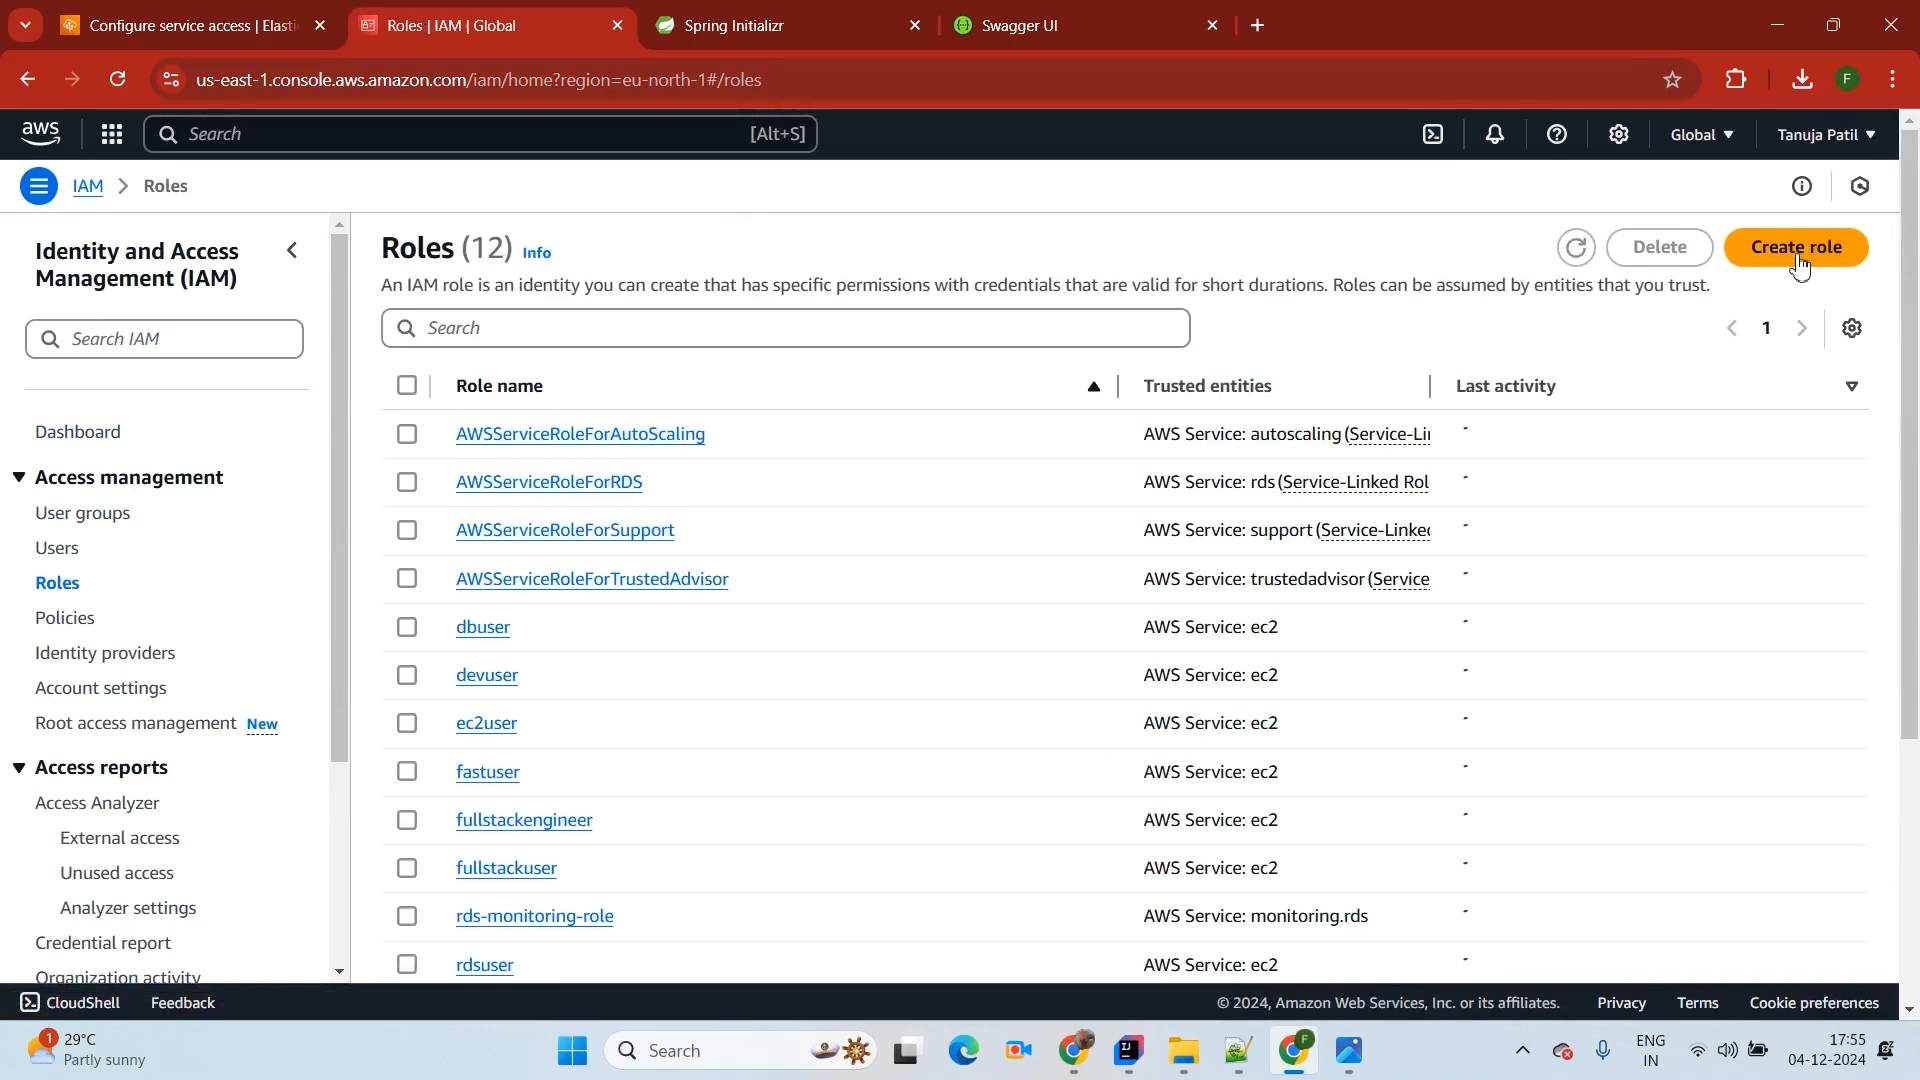 Configure service access | Elasti
Roles | IAM | Global
Spring Initializr
Swagger UI
us-east-1.console.aws.amazon.com/iam/home?region=eu-north-1#/roles
F
aws
Search
[Alt+S]
Global
Tanuja Patil
IAM
Roles
Identity and Access
Management (IAM)
Search IAM
Dashboard
Access management
User groups
Users
Roles
Policies
Identity providers
Account settings
Root access management New
Access reports
Access Analyzer
External access
Unused access
Analyzer settings
Credential report
Organization activity
Roles (12) Info
Delete
Create role
An IAM role is an identity you can create that has specific permissions with credentials that are valid for short durations. Roles can be assumed by entities that you trust.
Search
1
Role name
Trusted entities
Last activity
AWSServiceRoleForAutoScaling
AWS Service: autoscaling (Service-Lin
-
AWSServiceRoleForRDS
AWS Service: rds (Service-Linked Rol
-
AWSServiceRoleForSupport
AWS Service: support (Service-Linked
-
AWSServiceRoleForTrustedAdvisor
AWS Service: trustedadvisor (Service
-
dbuser
AWS Service: ec2
-
devuser
AWS Service: ec2
-
ec2user
AWS Service: ec2
-
fastuser
AWS Service: ec2
-
fullstackengineer
AWS Service: ec2
-
fullstackuser
AWS Service: ec2
-
rds-monitoring-role
AWS Service: monitoring.rds
-
rdsuser
AWS Service: ec2
-
CloudShell
Feedback
© 2024, Amazon Web Services, Inc. or its affiliates.
Privacy
Terms
Cookie preferences
1
29°C
Partly sunny
Search
IJ
F
ENG
IN
17:55
04-12-2024